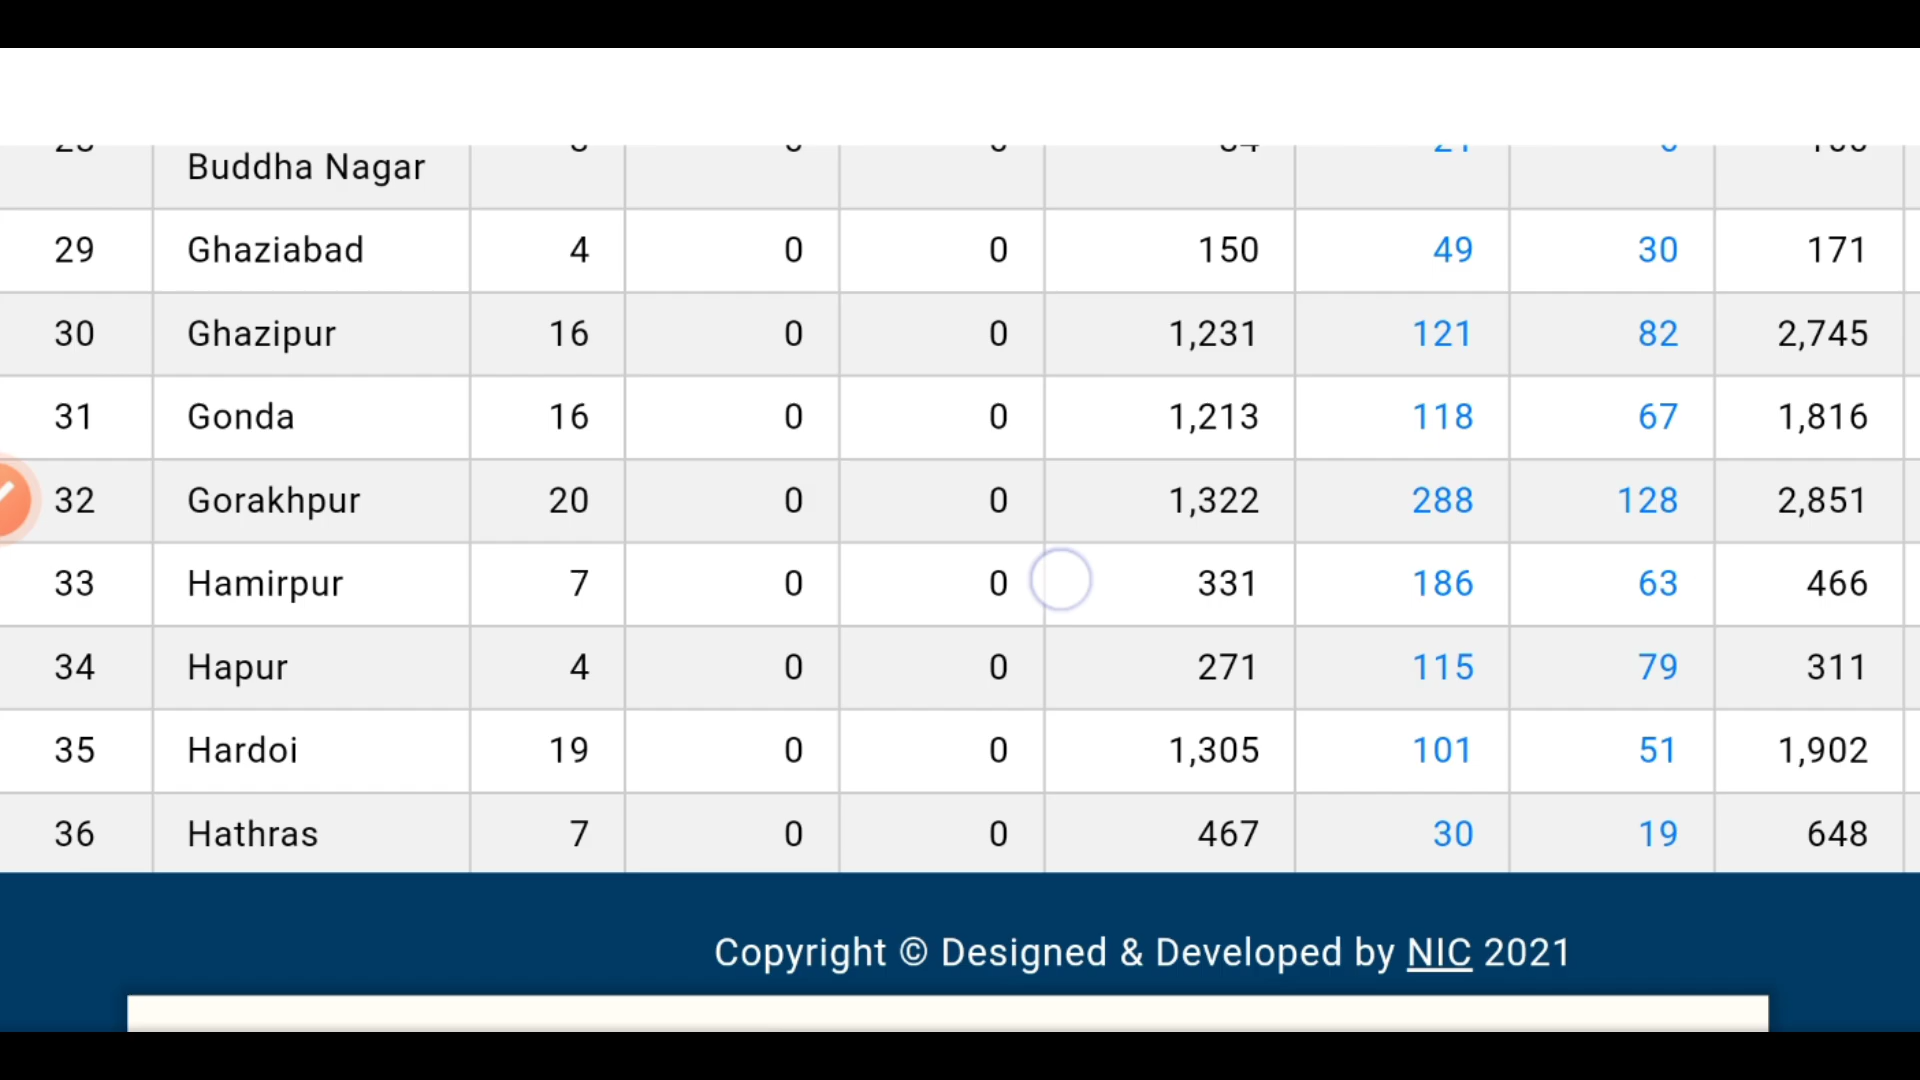 Buddha Nagar
29 Ghaziabad 4 0 0 150 49 30 171
30 Ghazipur 16 0 0 1,231 121 82 2,745
31 Gonda 16 0 0 1,213 118 67 1,816
32 Gorakhpur 20 0 0 1,322 288 128 2,851
33 Hamirpur 7 0 0 331 186 63 466
34 Hapur 4 0 0 271 115 79 311
35 Hardoi 19 0 0 1,305 101 51 1,902
36 Hathras 7 0 0 467 30 19 648
Copyright © Designed & Developed by NIC 2021